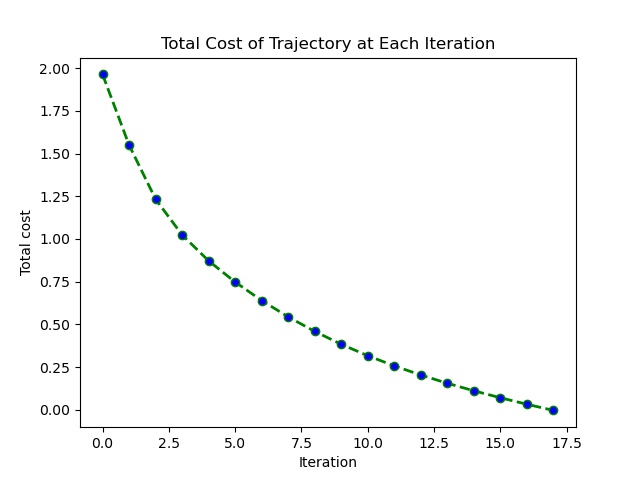 Total Cost of Trajectory at Each Iteration
2.00
1.75
1.50
1.25
1.00
0.75
0.50
0.25
0.00
Total cost
0.0 2.5 5.0 7.5 10.0 12.5 15.0 17.5
Iteration